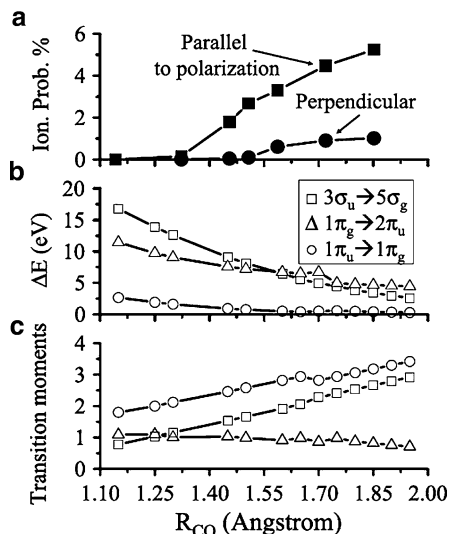 a
Ion. Prob. %
6
4
2
0
Parallel
to polarization
Perpendicular
b
ΔE (eV)
20
15
10
5
0
3σu→5σg
1πg→2πu
1πu→1πg
c
Transition moments
4
3
2
1
0
1.10 1.25 1.40 1.55 1.70 1.85 2.00
RCO (Angstrom)